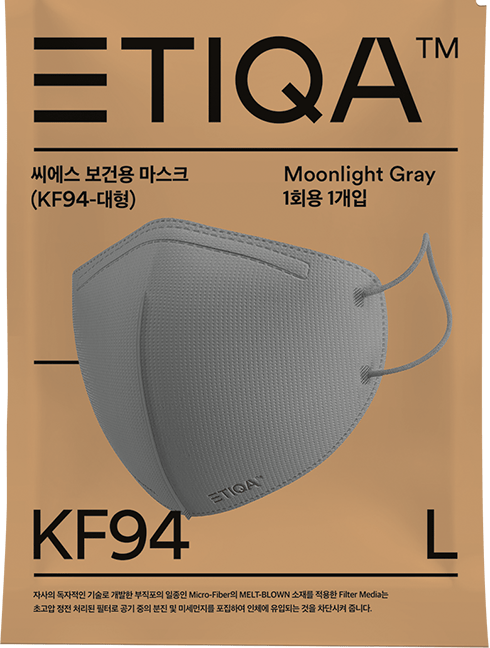 ETIQA™
씨에스 보건용 마스크
(KF94-대형)
Moonlight Gray
1회용 1개입
ETIQA™
KF94
L
자사의 독자적인 기술로 개발한 부직포의 일종인 Micro-Fiber의 MELT-BLOWN 소재를 적용한 Filter Media는
초고압 정전 처리된 필터로 공기 중의 분진 및 미세먼지를 포집하여 인체에 유입되는 것을 차단시켜 줍니다.